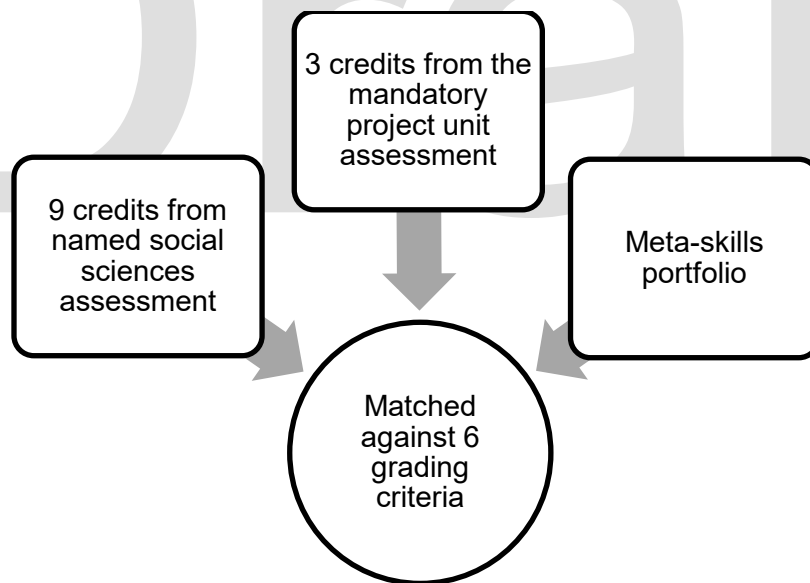 Draft
3 credits from the
mandatory
project unit
assessment
9 credits from
named social
sciences
assessment
Meta-skills
portfolio
Matched
against 6
grading
criteria